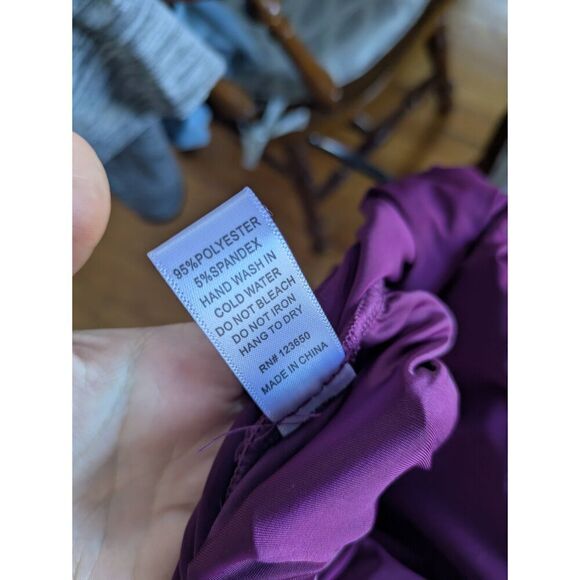 95%POLYESTER
5%SPANDEX
HAND WASH IN
COLD WATER
DO NOT BLEACH
DO NOT IRON
HANG TO DRY
RN# 123650
MADE IN CHINA